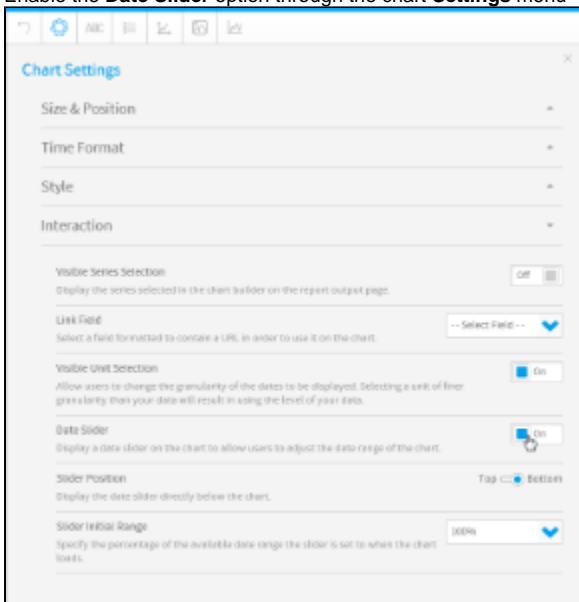 Enable the Date Slider option through the chart Settings menu
ABC
Chart Settings
Size & Position
Time Format
Style
Interaction
Visible Series Selection
Off
Display the series selected in the chart builder on the report output page.
Link Field
-- Select Field --
Select a field formatted to contain a URL in order to use it on the chart.
Visible Unit Selection
On
Allow users to change the granularity of the dates to be displayed. Selecting a unit of finer
granularity than your data will result in using the level of your data.
Date Slider
On
Display a date slider on the chart to allow users to adjust the date range of the chart.
Slider Position
Top Bottom
Display the date slider directly below the chart.
Slider Initial Range
100%
Specify the percentage of the available date range the slider is set to when the chart
loads.